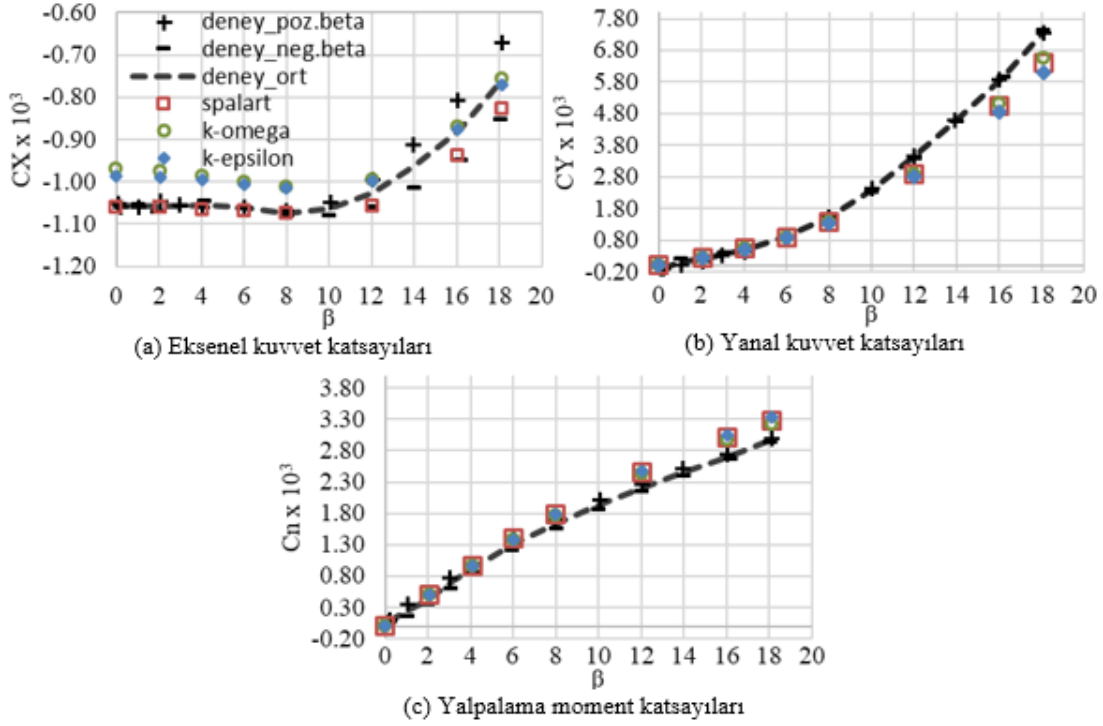 -0.60
-0.70
-0.80
-0.90
-1.00
-1.10
-1.20
CX x 10³
deney_poz.beta
deney_neg.beta
deney_ort
spalart
k-omega
k-epsilon
0 2 4 6 8 10 12 14 16 18 20
β
(a) Eksenel kuvvet katsayıları
7.80
6.80
5.80
4.80
3.80
2.80
1.80
0.80
-0.20
CY x 10³
0 2 4 6 8 10 12 14 16 18 20
β
(b) Yanal kuvvet katsayıları
3.80
3.30
2.80
2.30
1.80
1.30
0.80
0.30
-0.20
Cn x 10³
0 2 4 6 8 10 12 14 16 18 20
β
(c) Yalpalama moment katsayıları